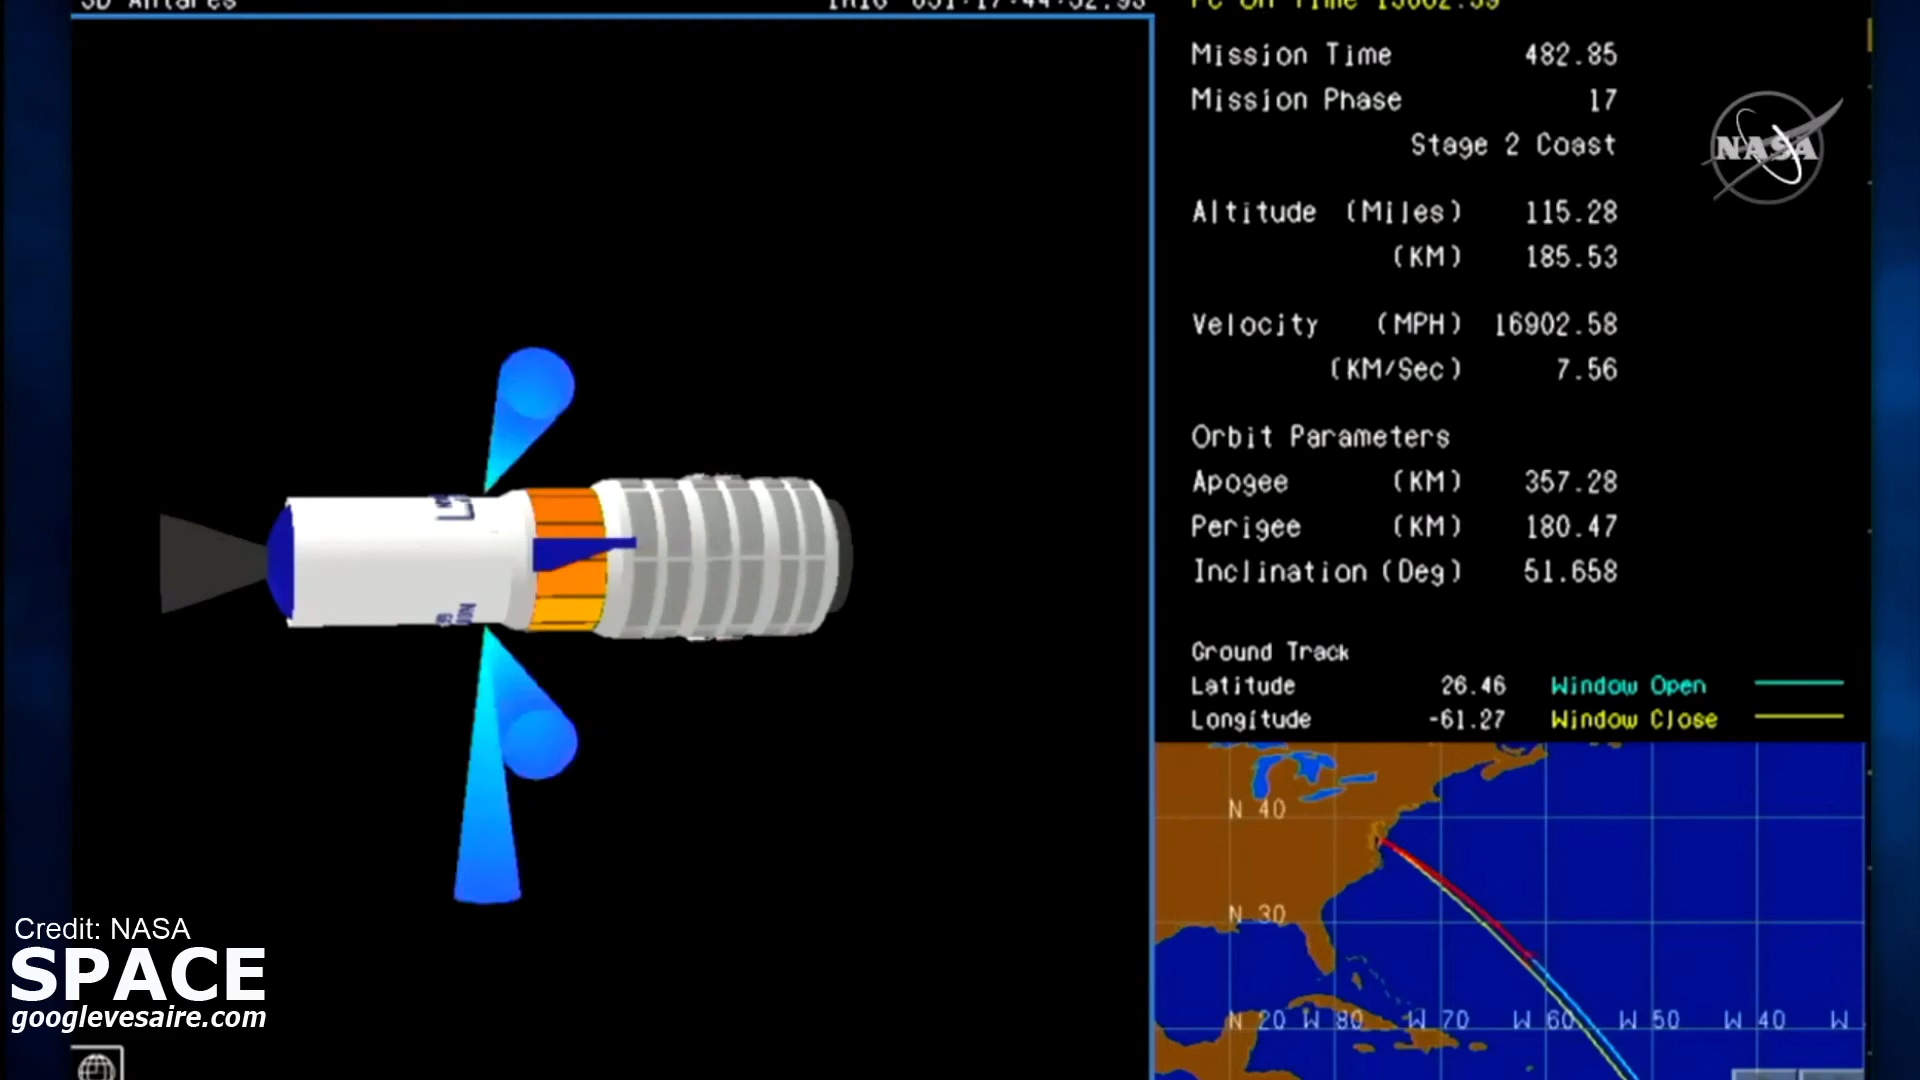 3D Antares
Mission Time 482.85
Mission Phase 17
Stage 2 Coast
NASA
Altitude (Miles) 115.28
(KM) 185.53
Velocity (MPH) 16902.58
(KM/Sec) 7.56
Orbit Parameters
Apogee (KM) 357.28
Perigee (KM) 180.47
Inclination (Deg) 51.658
Ground Track
Latitude 26.46 Window Open
Longitude -61.27 Window Close
N 40
N 30
N 20 W 80 W 70 W 60 W 50 W 40 W
Credit: NASA
SPACE
googlevesaire.com